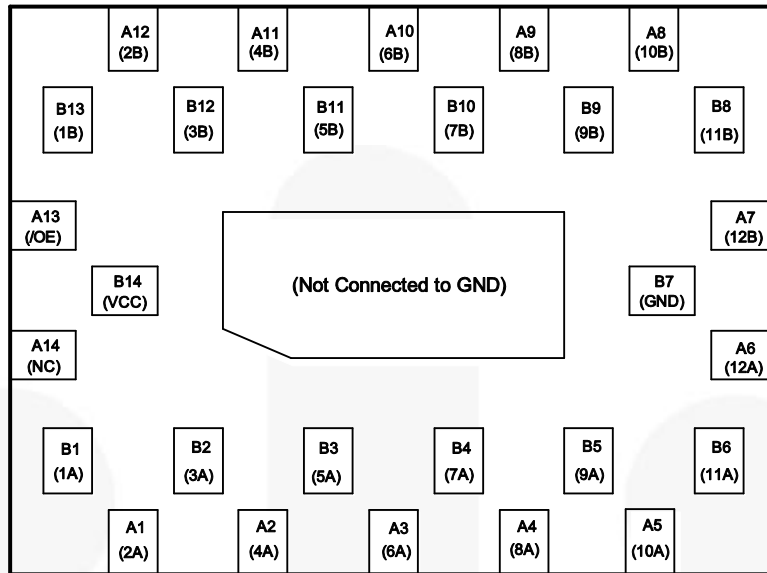 A12
(2B)
A11
(4B)
A10
(6B)
A9
(8B)
A8
(10B)
B13
(1B)
B12
(3B)
B11
(5B)
B10
(7B)
B9
(9B)
B8
(11B)
A13
(/OE)
A7
(12B)
B14
(VCC)
(Not Connected to GND)
B7
(GND)
A14
(NC)
A6
(12A)
B1
(1A)
B2
(3A)
B3
(5A)
B4
(7A)
B5
(9A)
B6
(11A)
A1
(2A)
A2
(4A)
A3
(6A)
A4
(8A)
A5
(10A)